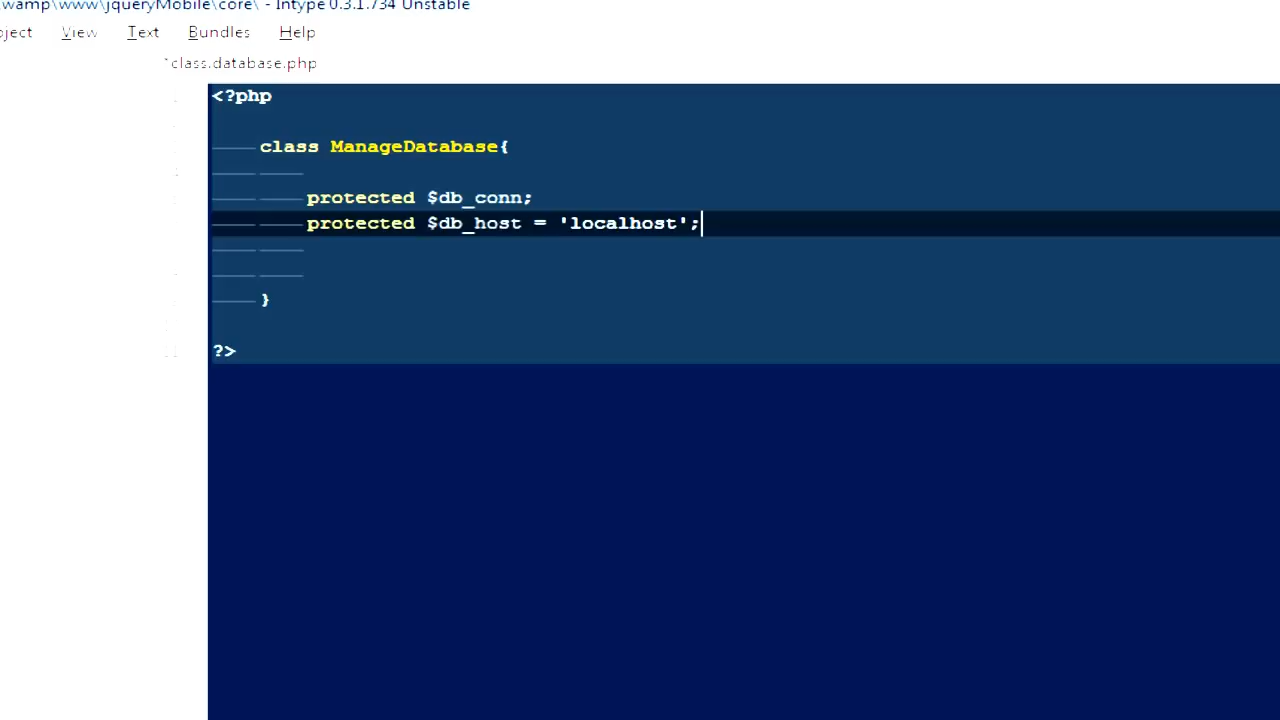 wamp\www\jqueryMobile\core\ - Intype 0.3.1.734 Unstable
oject View Text Bundles Help
*class.database.php
<?php
class ManageDatabase{
protected $db_conn;
protected $db_host = 'localhost';
}
?>